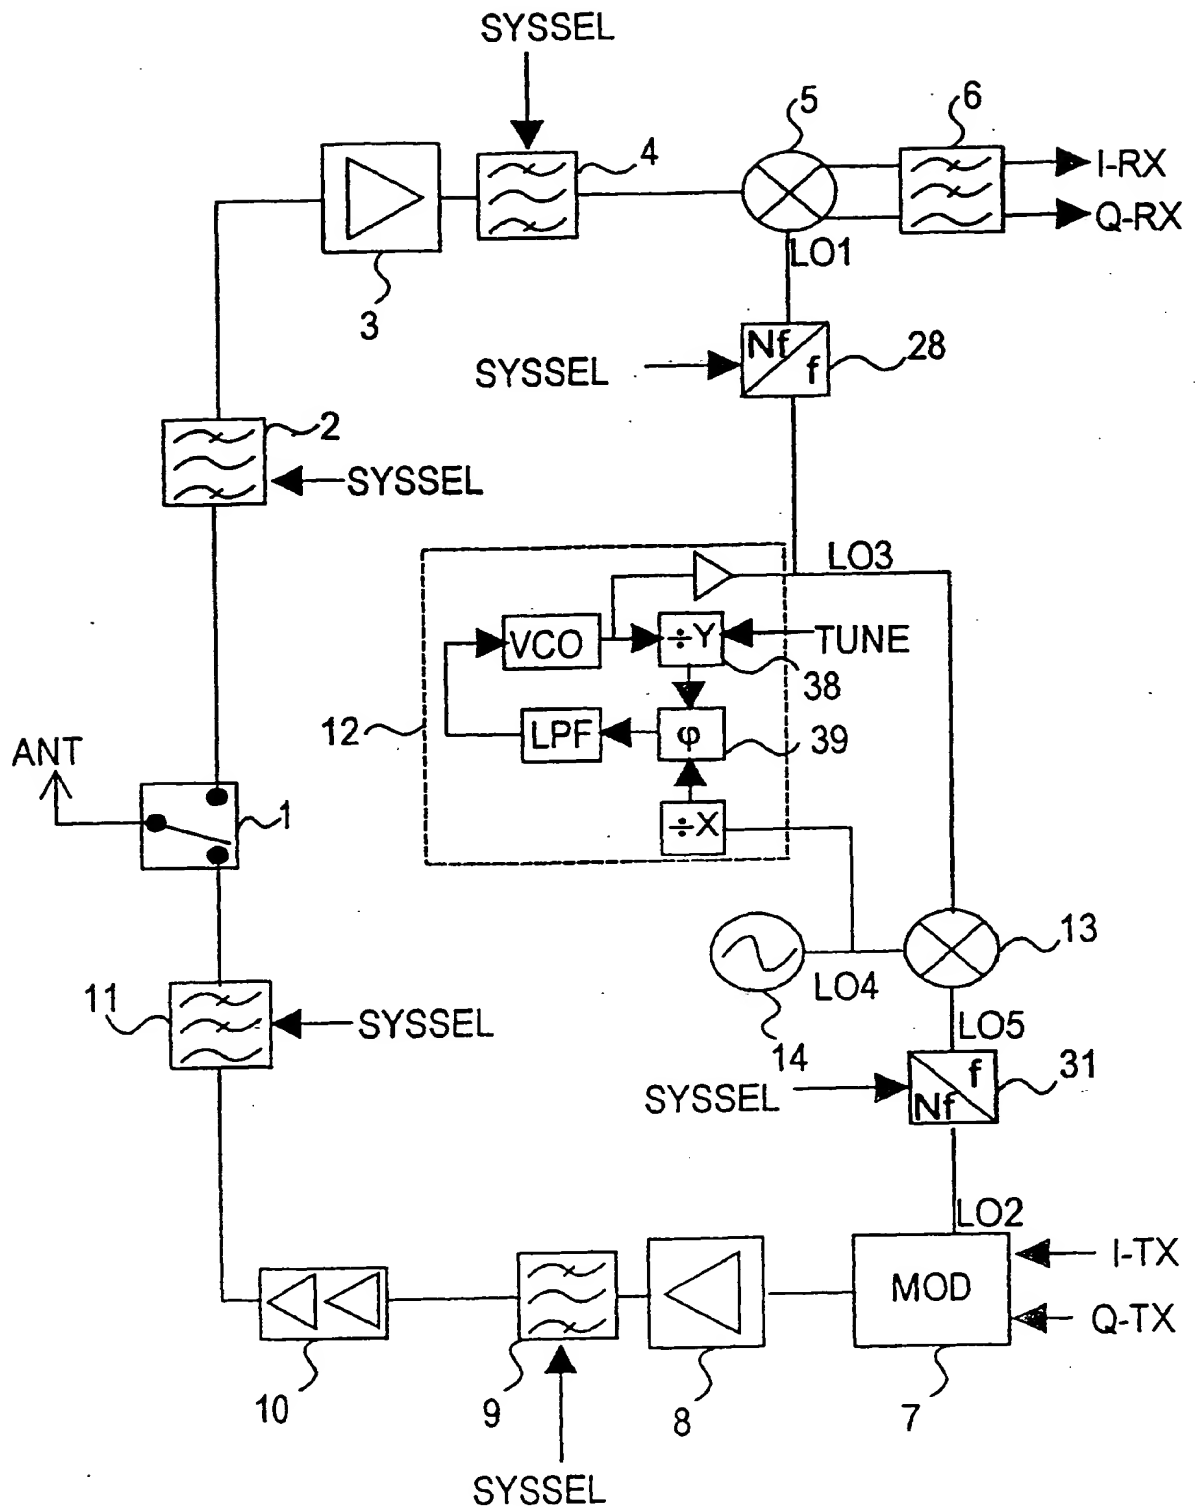 SYSSEL
5
6
4
I-RX
Q-RX
LO1
3
Nf
f
28
SYSSEL
2
SYSSEL
LO3
VCO
÷Y
TUNE
38
12
LPF
φ
39
ANT
1
÷X
13
LO4
11
SYSSEL
14
LO5
f
Nf
31
SYSSEL
LO2
MOD
I-TX
Q-TX
10
9
8
7
SYSSEL